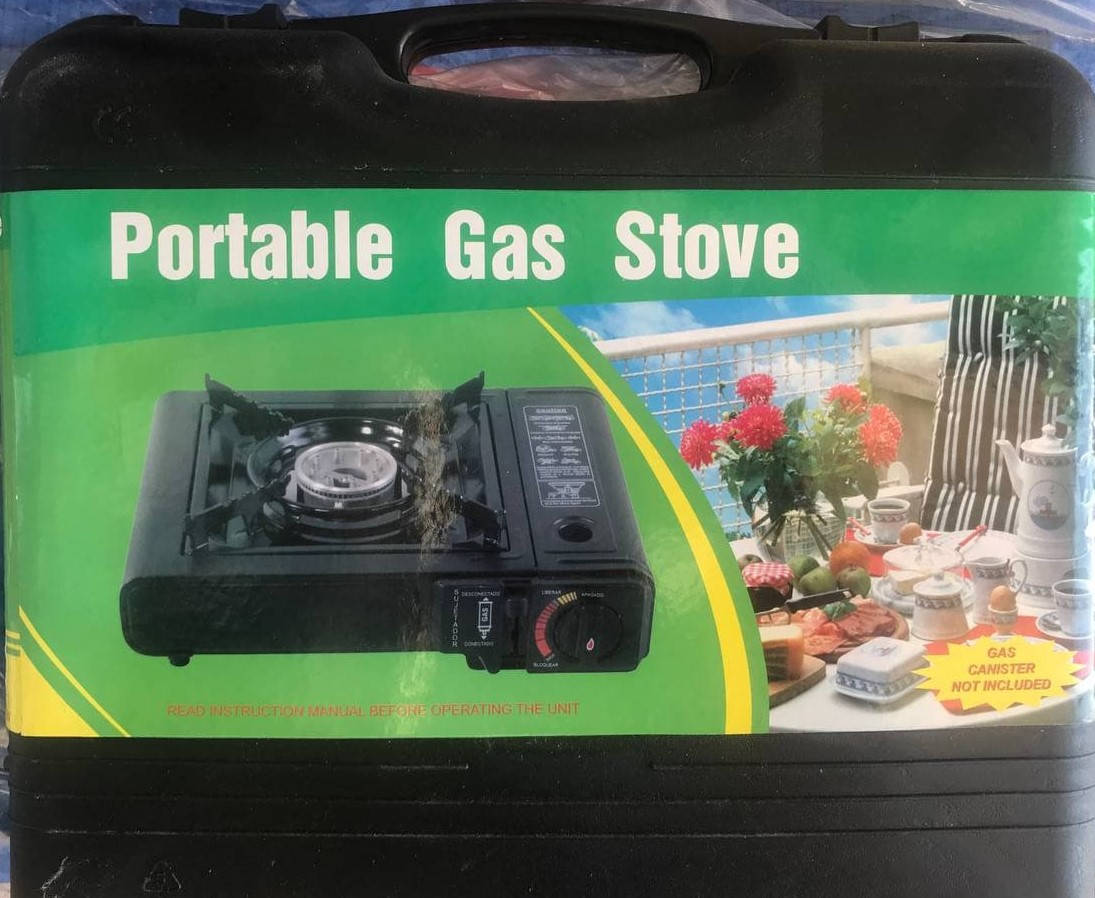 Portable Gas Stove
SUJETADOR
DESCONECTADO
GAS
CONECTADO
LIBERAR
APAGADO
BLOQUEAR
READ INSTRUCTION MANUAL BEFORE OPERATING THE UNIT
GAS
CANISTER
NOT INCLUDED